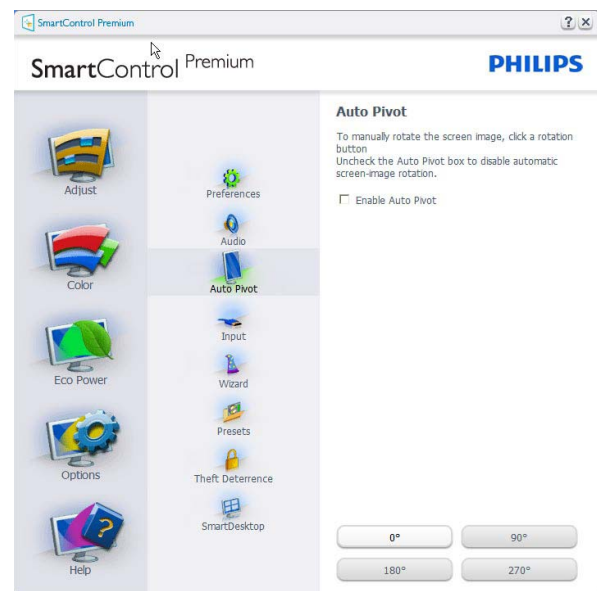 SmartControl Premium
SmartControl Premium
PHILIPS
Adjust
Color
Eco Power
Options
Help
Preferences
Audio
Auto Pivot
Input
Wizard
Presets
Theft Deterrence
SmartDesktop
Auto Pivot
To manually rotate the screen image, click a rotation
button
Uncheck the Auto Pivot box to disable automatic
screen-image rotation.
Enable Auto Pivot
0°
90°
180°
270°